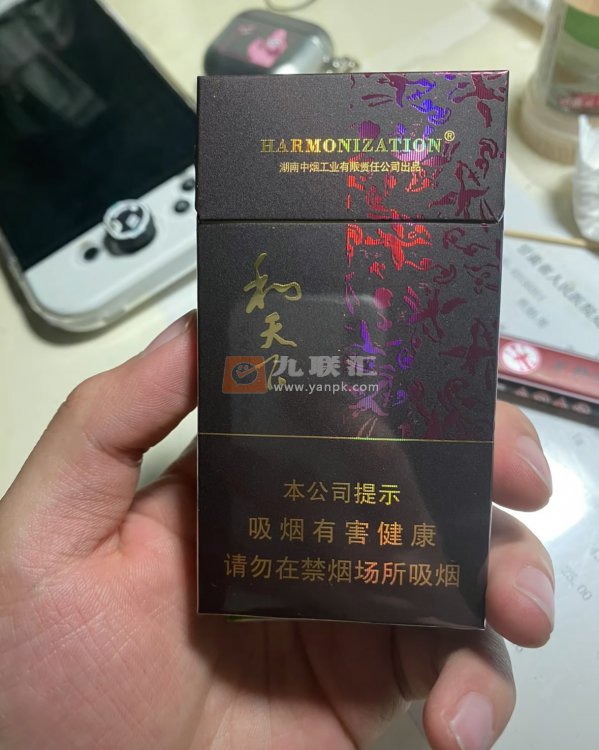 HARMONIZATION®
湖南中烟工业有限责任公司出品
和天下
九联汇
www.yanpk.com
本公司提示
吸烟有害健康
请勿在禁烟场所吸烟